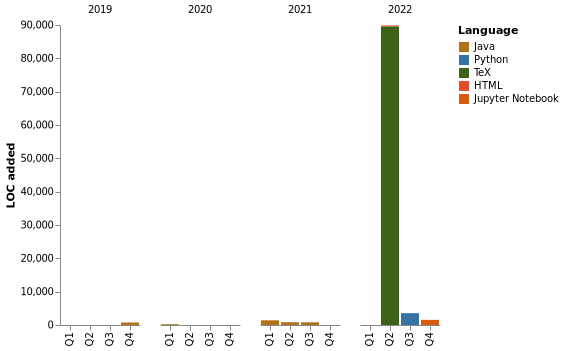 2019 2020 2021 2022
Language
Java
Python
TeX
HTML
Jupyter Notebook
LOC added
90,000
80,000
70,000
60,000
50,000
40,000
30,000
20,000
10,000
0
Q1 Q2 Q3 Q4 Q1 Q2 Q3 Q4 Q1 Q2 Q3 Q4 Q1 Q2 Q3 Q4